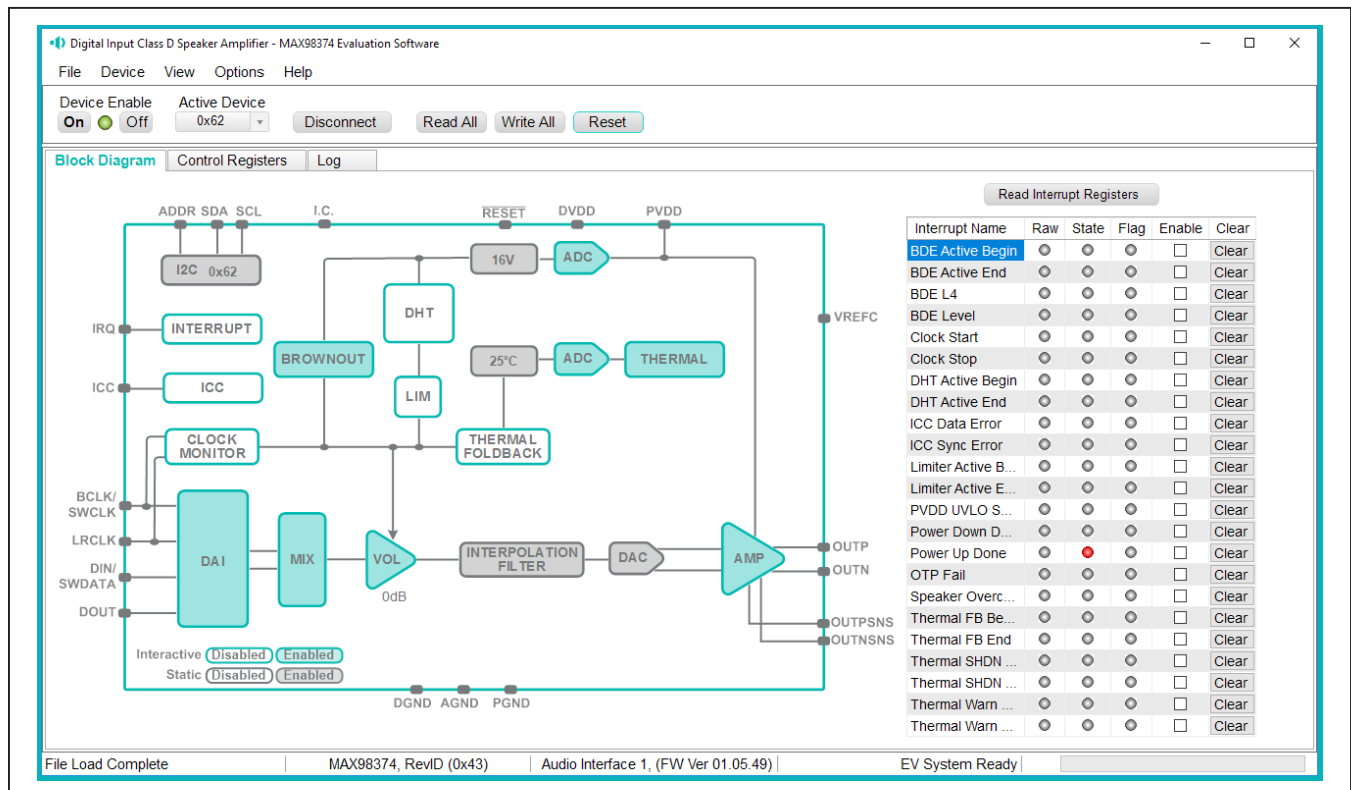 Digital Input Class D Speaker Amplifier - MAX98374 Evaluation Software
File Device View Options Help
Device Enable Active Device
On Off 0x62 Disconnect Read All Write All Reset
Block Diagram Control Registers Log
Read Interrupt Registers
ADDR SDA SCL I.C. RESET DVDD PVDD
I2C 0x62
16V
ADC
DHT
VREFC
IRQ
INTERRUPT
BROWNOUT
25°C
ADC
THERMAL
ICC
ICC
LIM
CLOCK
MONITOR
THERMAL
FOLDBACK
BCLK/
SWCLK
LRCLK
DIN/
SWDATA
DOUT
DAI
MIX
VOL
0dB
INTERPOLATION
FILTER
DAC
AMP
OUTP
OUTN
OUTPSNS
OUTNSNS
Interactive Disabled Enabled
Static Disabled Enabled
DGND AGND PGND
Interrupt Name Raw State Flag Enable Clear
BDE Active Begin Clear
BDE Active End Clear
BDE L4 Clear
BDE Level Clear
Clock Start Clear
Clock Stop Clear
DHT Active Begin Clear
DHT Active End Clear
ICC Data Error Clear
ICC Sync Error Clear
Limiter Active B... Clear
Limiter Active E... Clear
PVDD UVLO S... Clear
Power Down D... Clear
Power Up Done Clear
OTP Fail Clear
Speaker Overc... Clear
Thermal FB Be... Clear
Thermal FB End Clear
Thermal SHDN ... Clear
Thermal SHDN ... Clear
Thermal Warn ... Clear
Thermal Warn ... Clear
File Load Complete MAX98374, RevID (0x43) Audio Interface 1, (FW Ver 01.05.49) EV System Ready